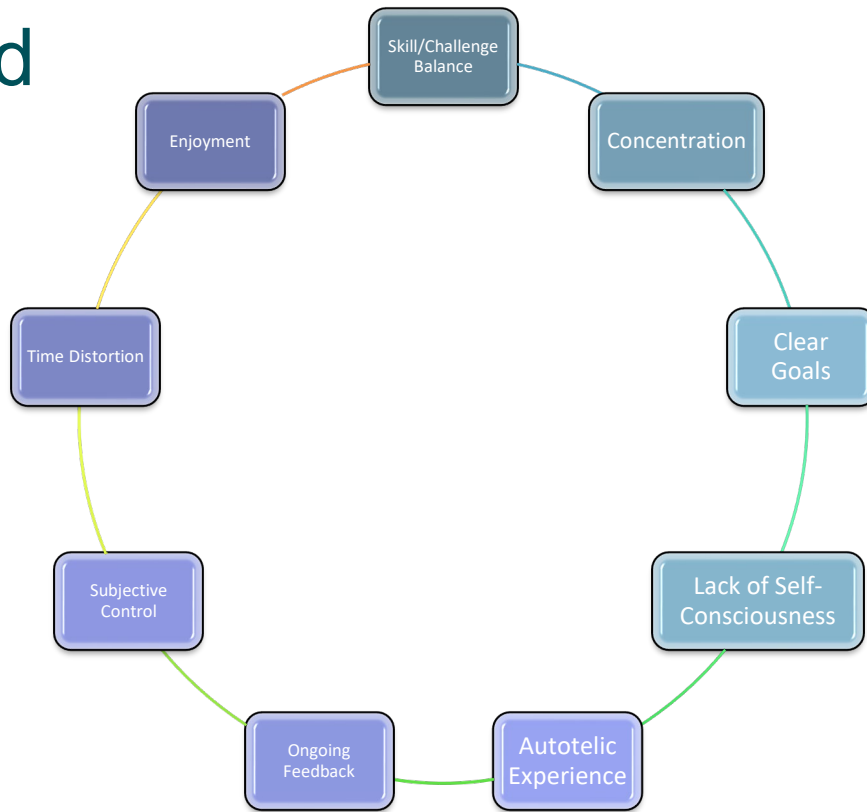 d
Skill/Challenge
Balance
Concentration
Clear
Goals
Lack of Self-
Consciousness
Autotelic
Experience
Ongoing
Feedback
Subjective
Control
Time Distortion
Enjoyment